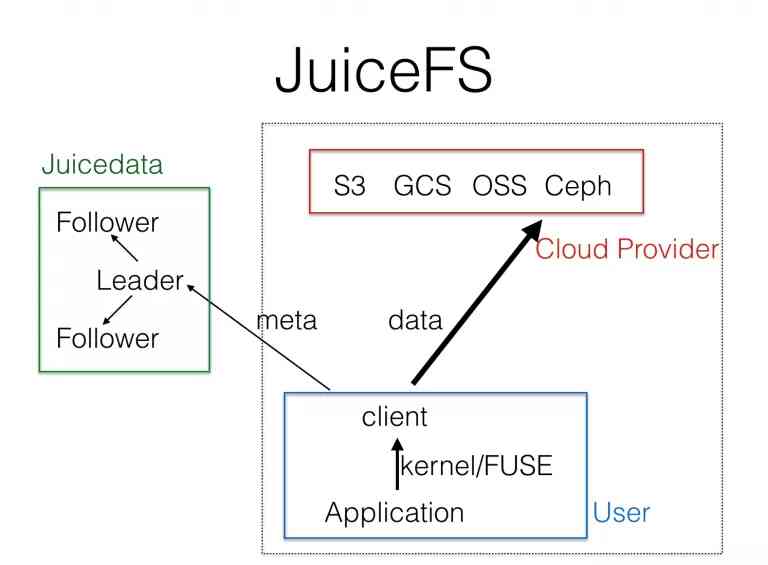 JuiceFS
Juicedata
Follower
Leader
Follower
S3 GCS OSS Ceph
Cloud Provider
meta
data
client
kernel/FUSE
Application
User